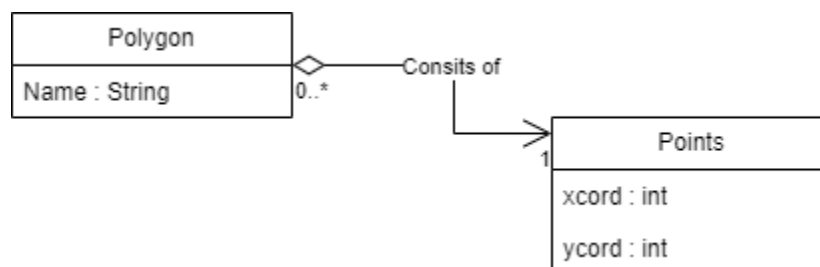 Polygon
Name : String
0..*
Consits of
1
Points
xcord : int
ycord : int